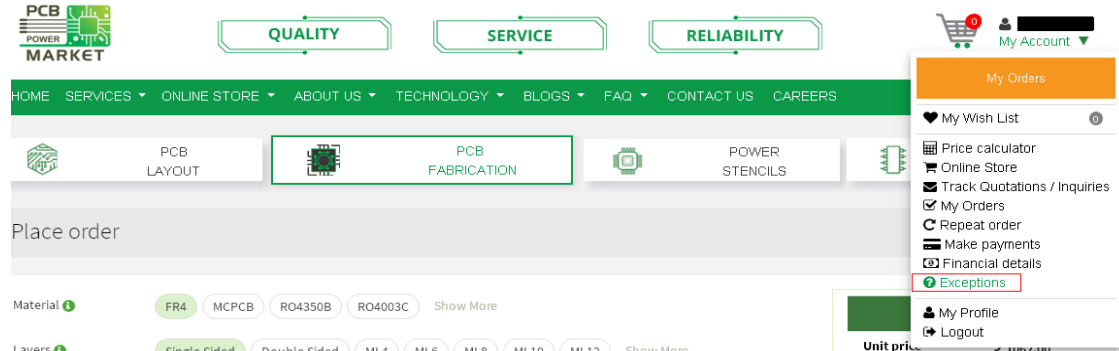 PCB
POWER
MARKET
QUALITY
SERVICE
RELIABILITY
0
My Account ▼
HOME SERVICES ONLINE STORE ABOUT US TECHNOLOGY BLOGS FAQ CONTACT US CAREERS
My Orders
My Wish List 0
Price calculator
Online Store
Track Quotations / Inquiries
My Orders
Repeat order
Make payments
Financial details
Exceptions
My Profile
Logout
PCB
LAYOUT
PCB
FABRICATION
POWER
STENCILS
Place order
Material FR4 MCPCB RO4350B RO4003C Show More
Layers Single Sided Double Sided ML4 ML6 ML8 ML10 ML12 Show More
Unit price